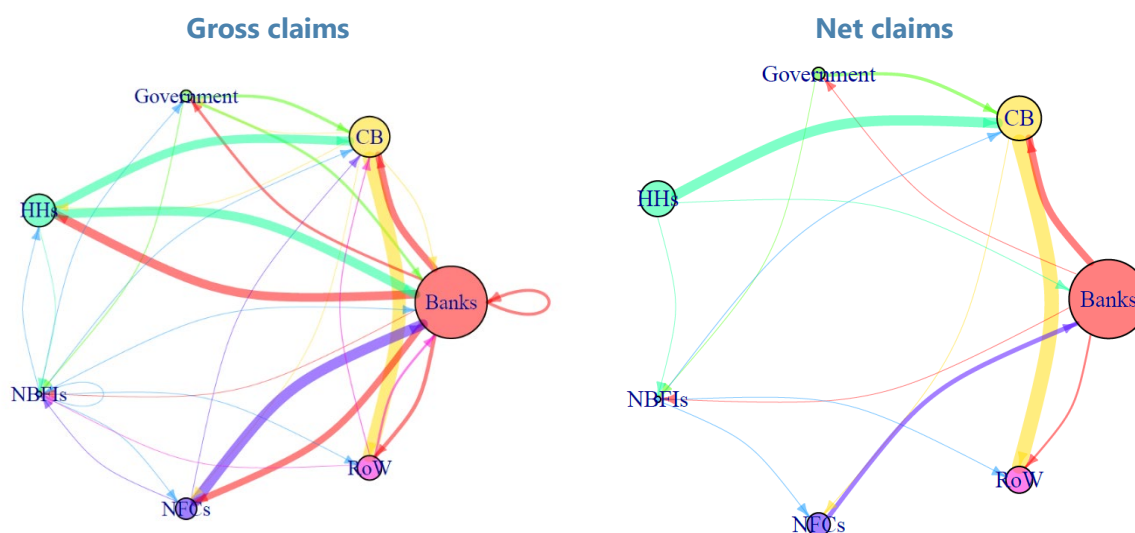 Gross claims
Government
CB
HHs
Banks
NBFIs
RoW
NFCs
Net claims
Government
CB
HHs
Banks
NBFIs
RoW
NFCs